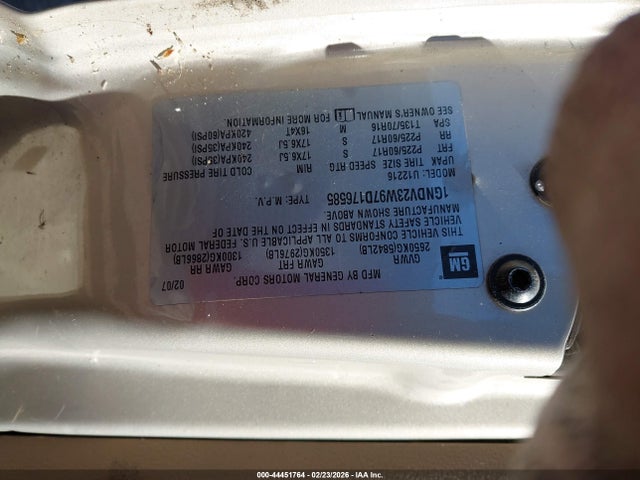 GM
MFD BY GENERAL MOTORS CORP. 02/07
GVWR GAWR FRT GAWR RR
2650KG(5842LB) 1350KG(2976LB) 1300KG(2866LB)
THIS VEHICLE CONFORMS TO ALL APPLICABLE U.S. FEDERAL MOTOR
VEHICLE SAFETY STANDARDS IN EFFECT ON THE DATE OF
MANUFACTURE SHOWN ABOVE.
1GNDV23W97D176585 TYPE: M.P.V.
MODEL: U12216
UPAK TIRE SIZE SPEED RTG RIM COLD TIRE PRESSURE
FRT P225/60R17 S 17X6.5J 240KPA(35PSI)
RR P225/60R17 S 17X6.5J 240KPA(35PSI)
SPA T135/70R16 M 16X4T 420KPA(60PSI)
SEE OWNER'S MANUAL FOR MORE INFORMATION.
000-44451764 - 02/23/2026 - IAA Inc.